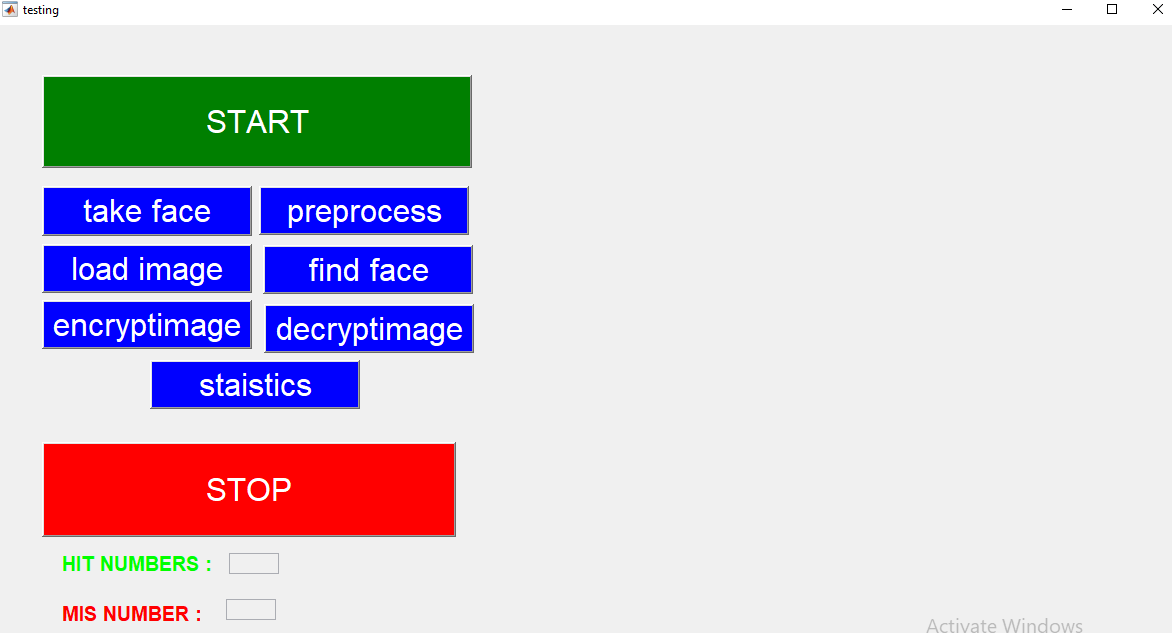 testing
START
take face preprocess
load image find face
encryptimage decryptimage
staistics
STOP
HIT NUMBERS :
MIS NUMBER :
Activate Windows